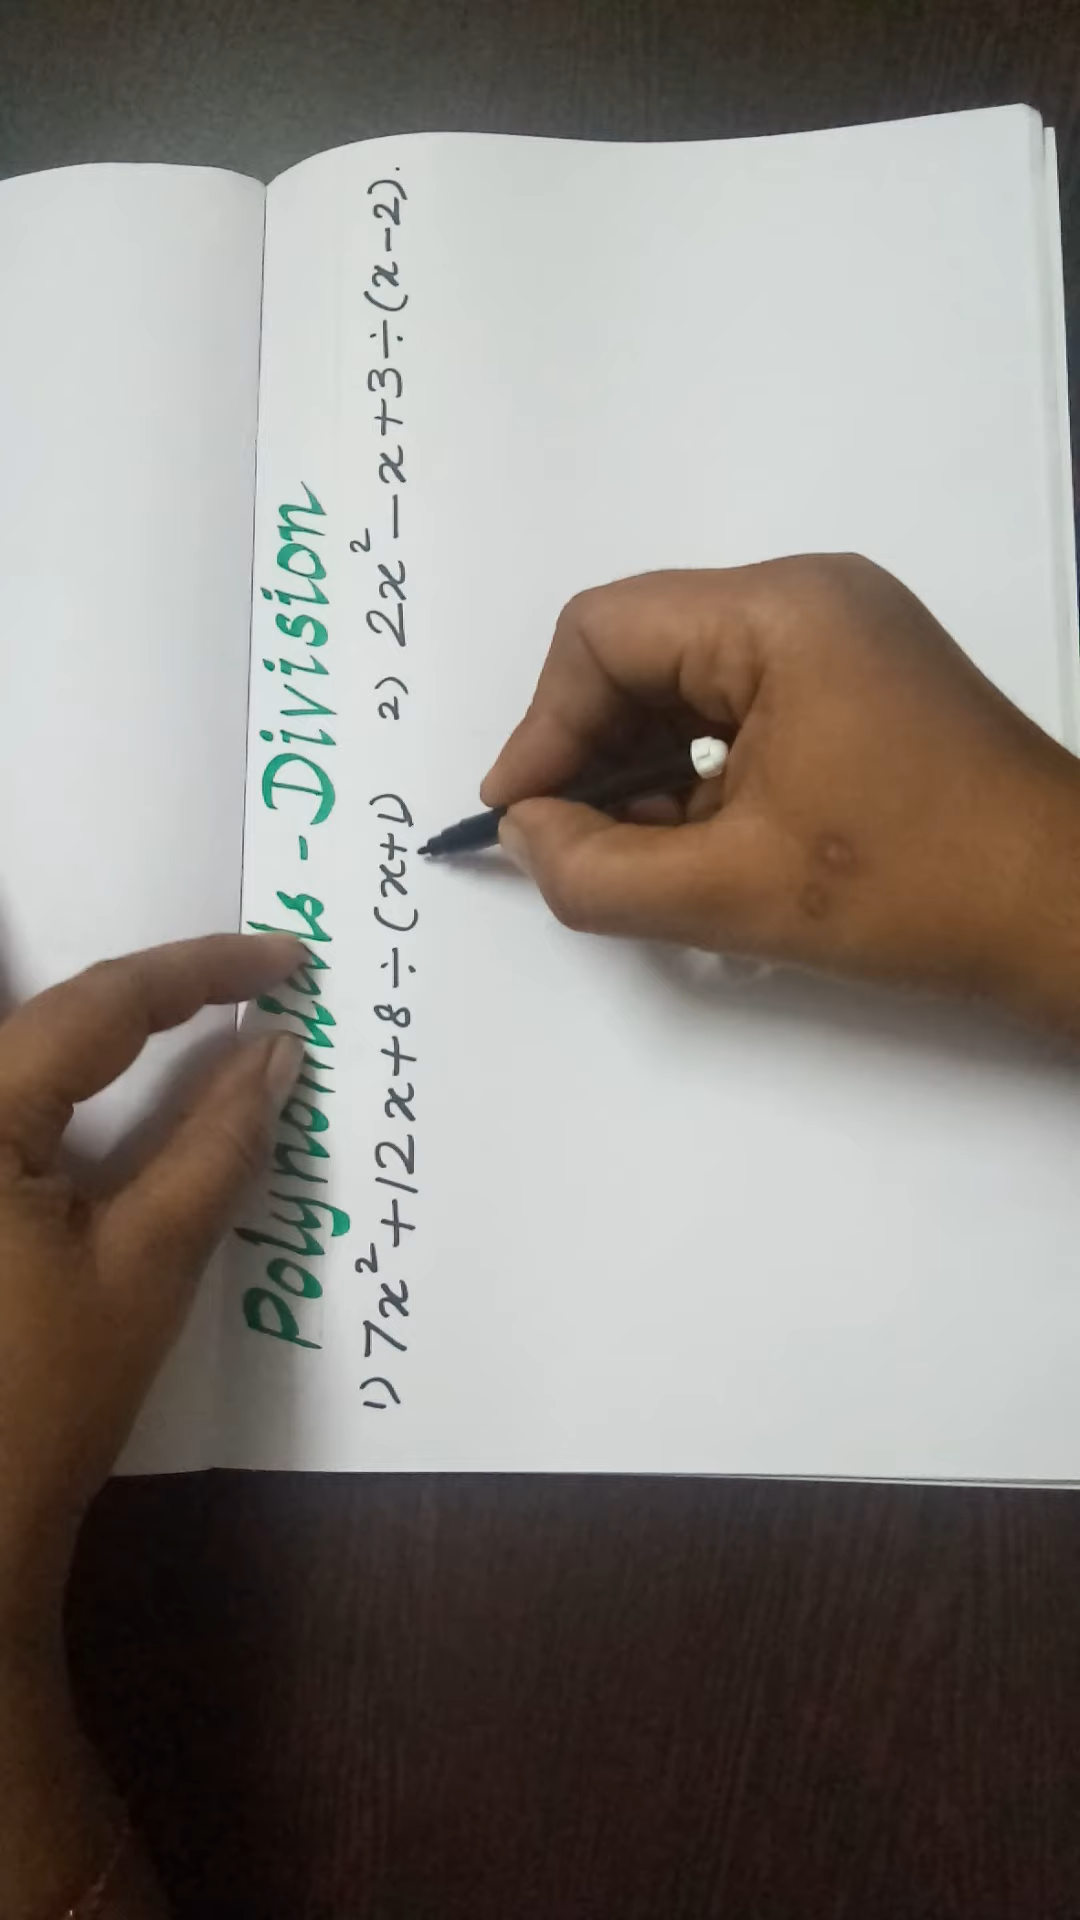 Polynomials - Division
1) 7x²+12x+8÷(x+1) 2) 2x²-x+3÷(x-2).